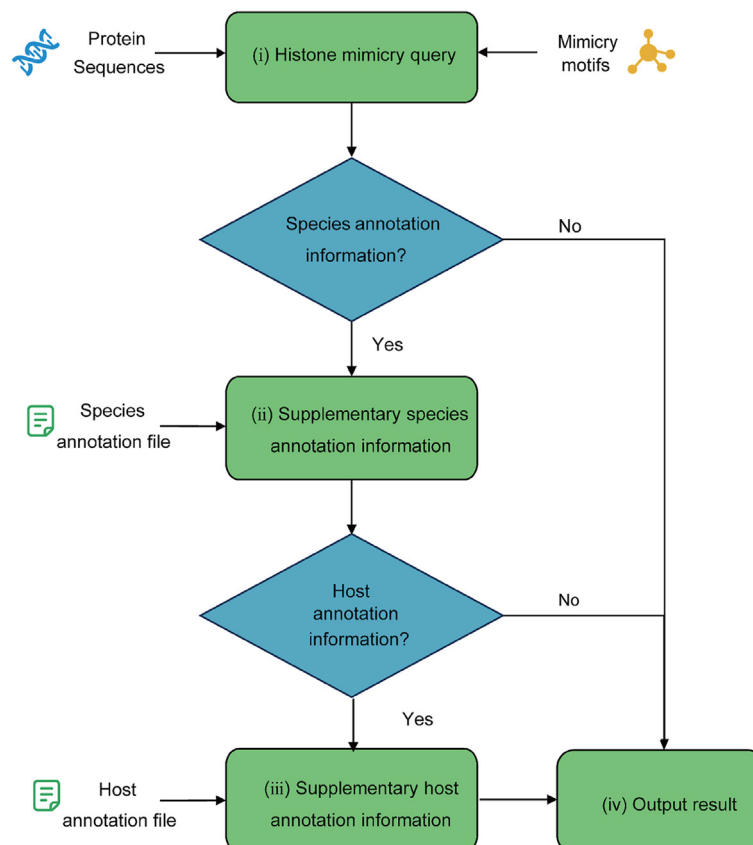 Protein
Sequences
(i) Histone mimicry query
Mimicry
motifs
Species annotation
information?
No
Yes
Species
annotation file
(ii) Supplementary species
annotation information
Host
annotation
information?
No
Yes
Host
annotation file
(iii) Supplementary host
annotation information
(iv) Output result